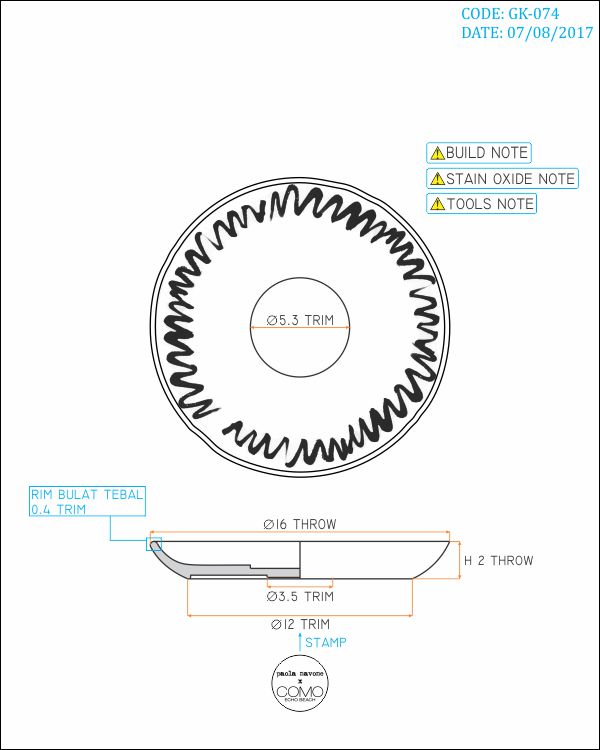 CODE: GK-074
DATE: 07/08/2017
BUILD NOTE
STAIN OXIDE NOTE
TOOLS NOTE
Ø5.3 TRIM
RIM BULAT TEBAL
0.4 TRIM
Ø16 THROW
H 2 THROW
Ø3.5 TRIM
Ø12 TRIM
STAMP
paola navone
x
COMO
ECHO BEACH